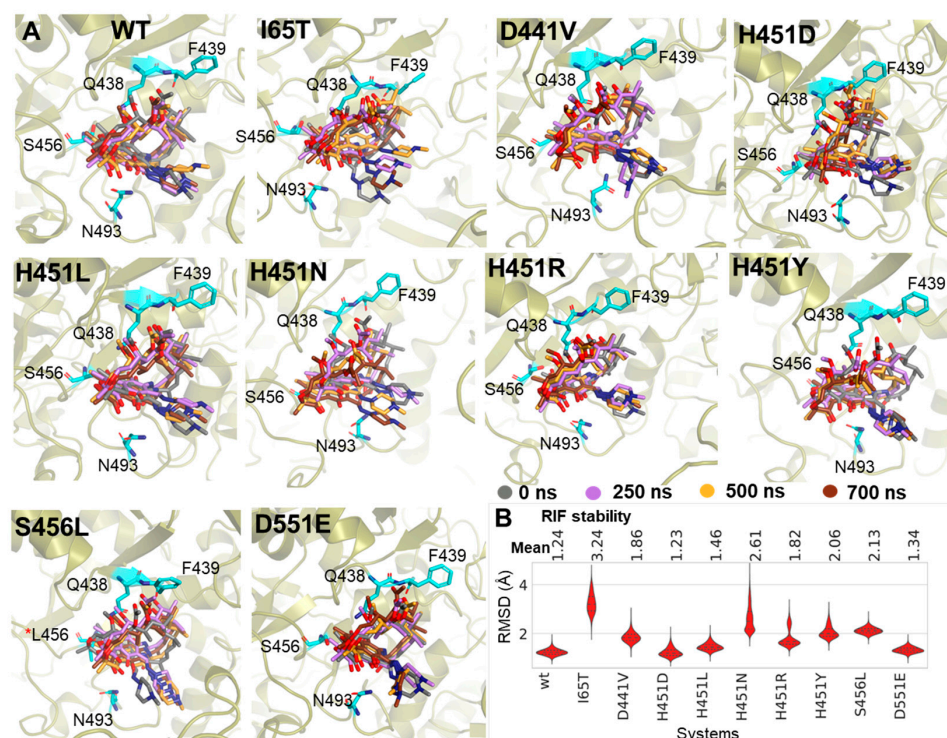 A
WT
Q438
F439
S456
N493
I65T
F439
Q438
S456
N493
D441V
Q438
F439
S456
N493
H451D
F439
Q438
S456
N493
H451L
F439
Q438
S456
N493
H451N
F439
Q438
S456
N493
H451R
F439
Q438
S456
N493
H451Y
F439
Q438
S456
N493
0 ns 250 ns 500 ns 700 ns
S456L
Q438
F439
*L456
N493
D551E
F439
Q438
S456
N493
B
RIF stability
Mean 1.24 3.24 1.86 1.23 1.46 2.61 1.82 2.06 2.13 1.34
RMSD (Å)
4
2
wt I65T D441V H451D H451L H451N H451R H451Y S456L D551E
Systems